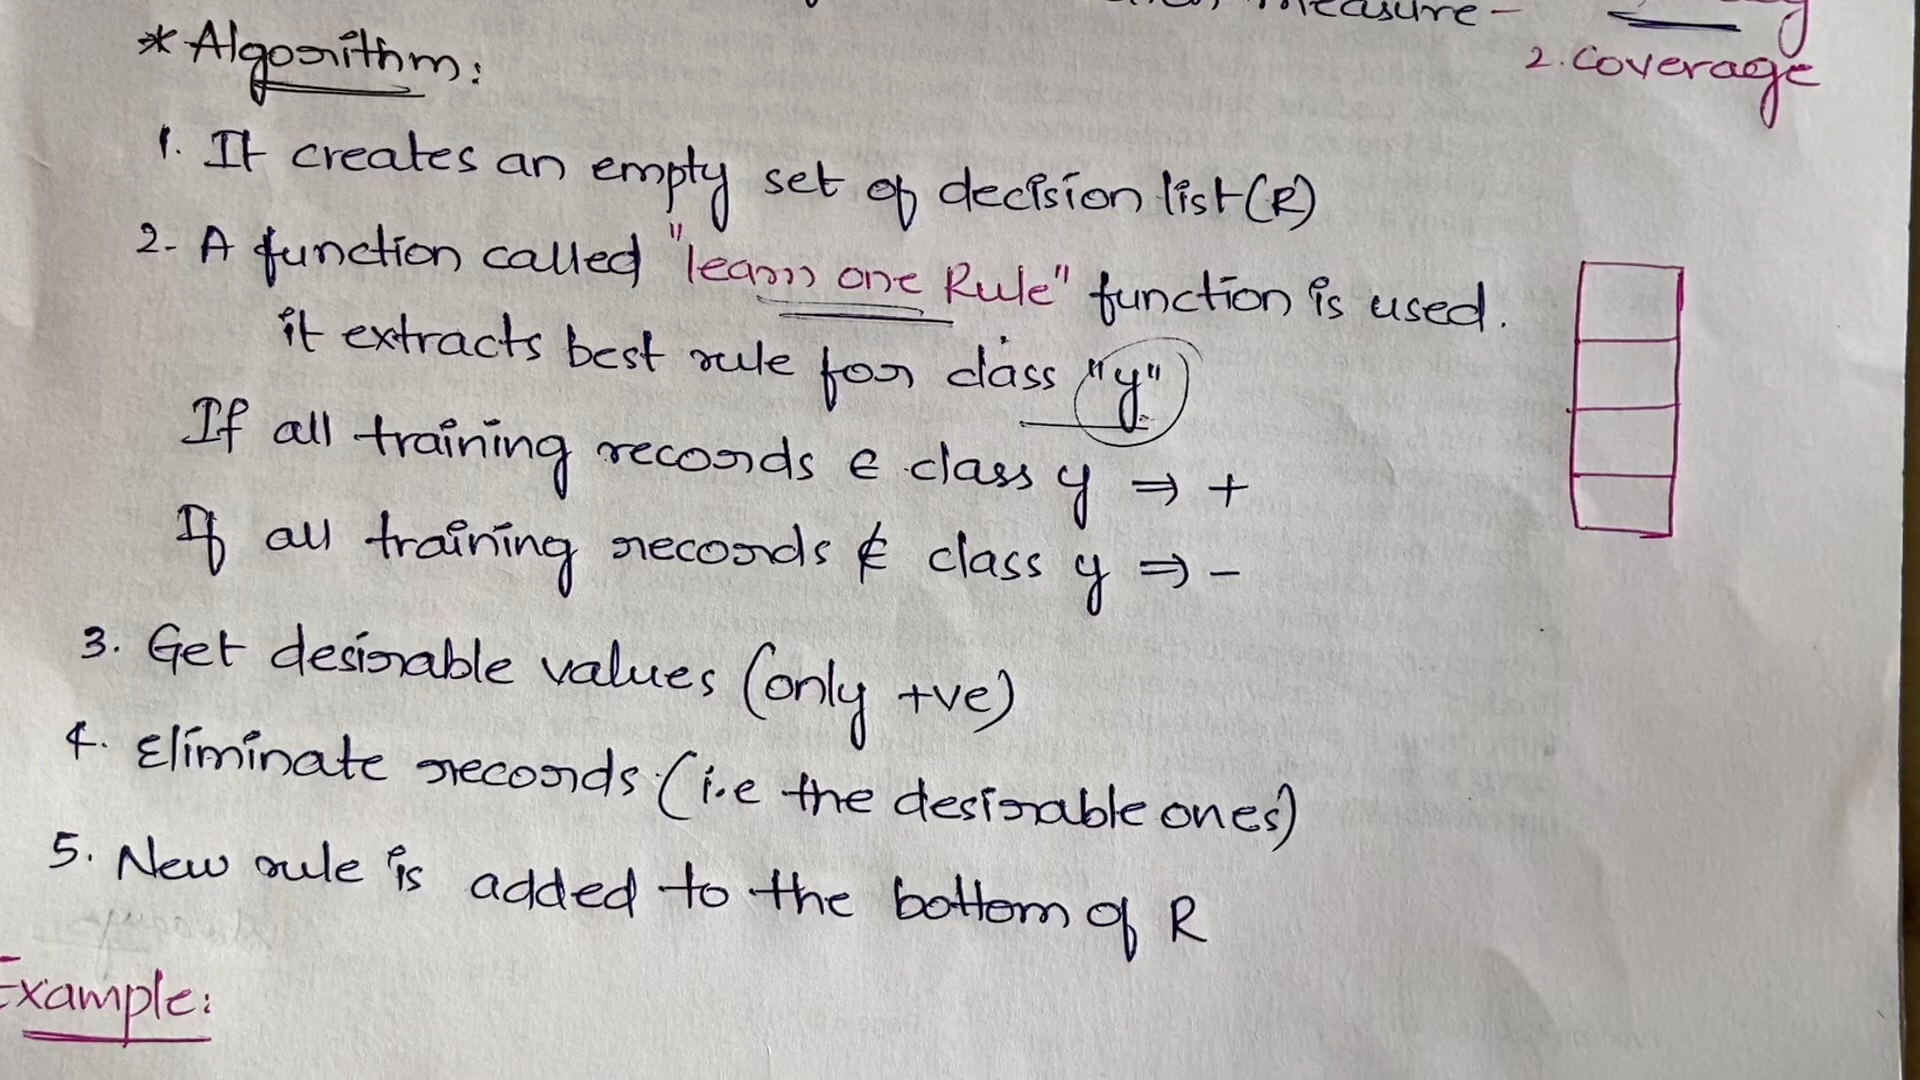 measure -
2. Coverage
* Algorithm:
1. It creates an empty set of decision list (R)
2- A function called "learn one Rule" function is used.
it extracts best rule for class "y"
If all training records ∈ class y ⇒ +
If all training records ∉ class y ⇒ -
3. Get desirable values (only +ve)
4. Eliminate records (i.e the desirable ones)
5. New rule is added to the bottom of R
Example: